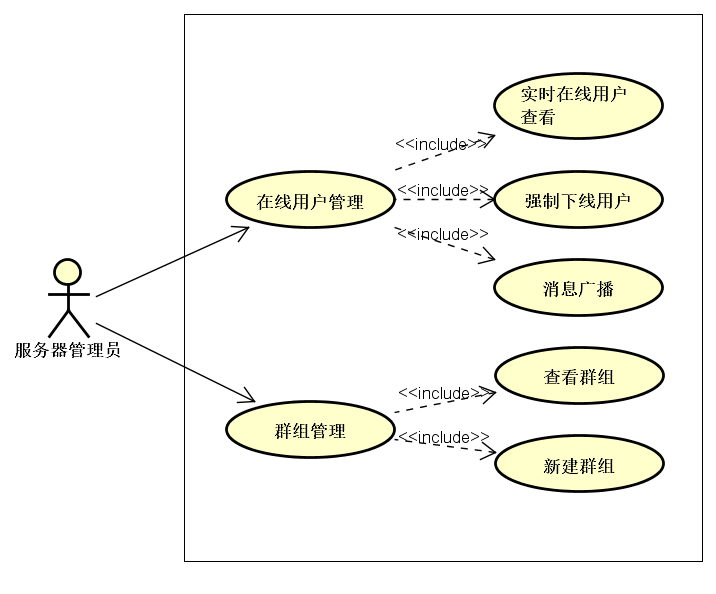 实时在线用户
查看
<<include>>
在线用户管理
<<include>>
强制下线用户
<<include>>
消息广播
服务器管理员
查看群组
<<include>>
群组管理
<<include>>
新建群组